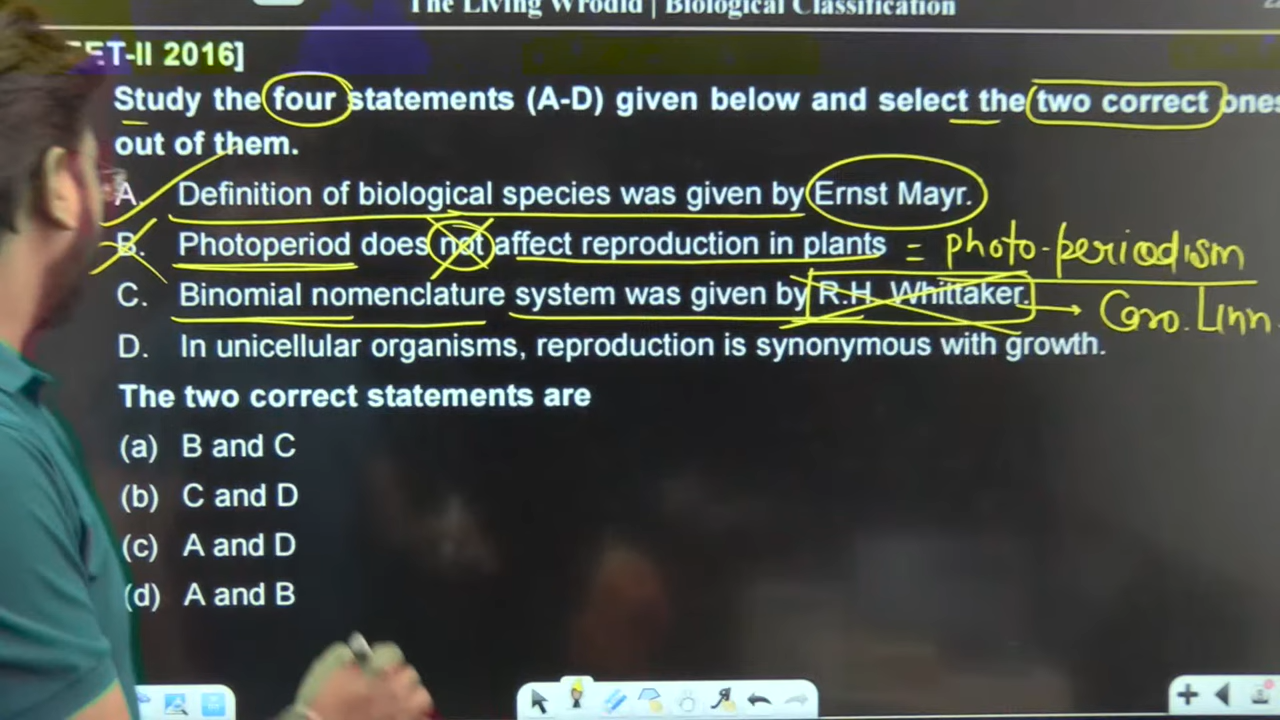 The Living Wrodld | Biological Classification
EET-II 2016]
Study the four statements (A-D) given below and select the two correct ones
out of them.
A. Definition of biological species was given by Ernst Mayr.
B. Photoperiod does not affect reproduction in plants = photo-periodism
C. Binomial nomenclature system was given by R.H. Whittaker. → Caro. Linn
D. In unicellular organisms, reproduction is synonymous with growth.
The two correct statements are
(a) B and C
(b) C and D
(c) A and D
(d) A and B